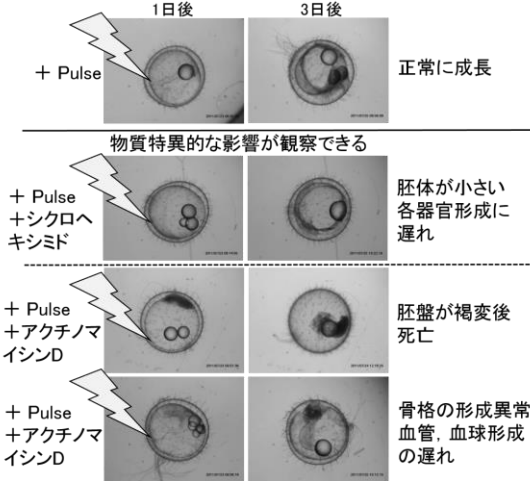 1日後 3日後
+ Pulse
正常に成長
物質特異的な影響が観察できる
+ Pulse
+シクロヘ
キシミド
胚体が小さい
各器官形成に
遅れ
+ Pulse
+アクチノマ
イシンD
胚盤が褐変後
死亡
+ Pulse
+アクチノマ
イシンD
骨格の形成異常
血管,血球形成
の遅れ